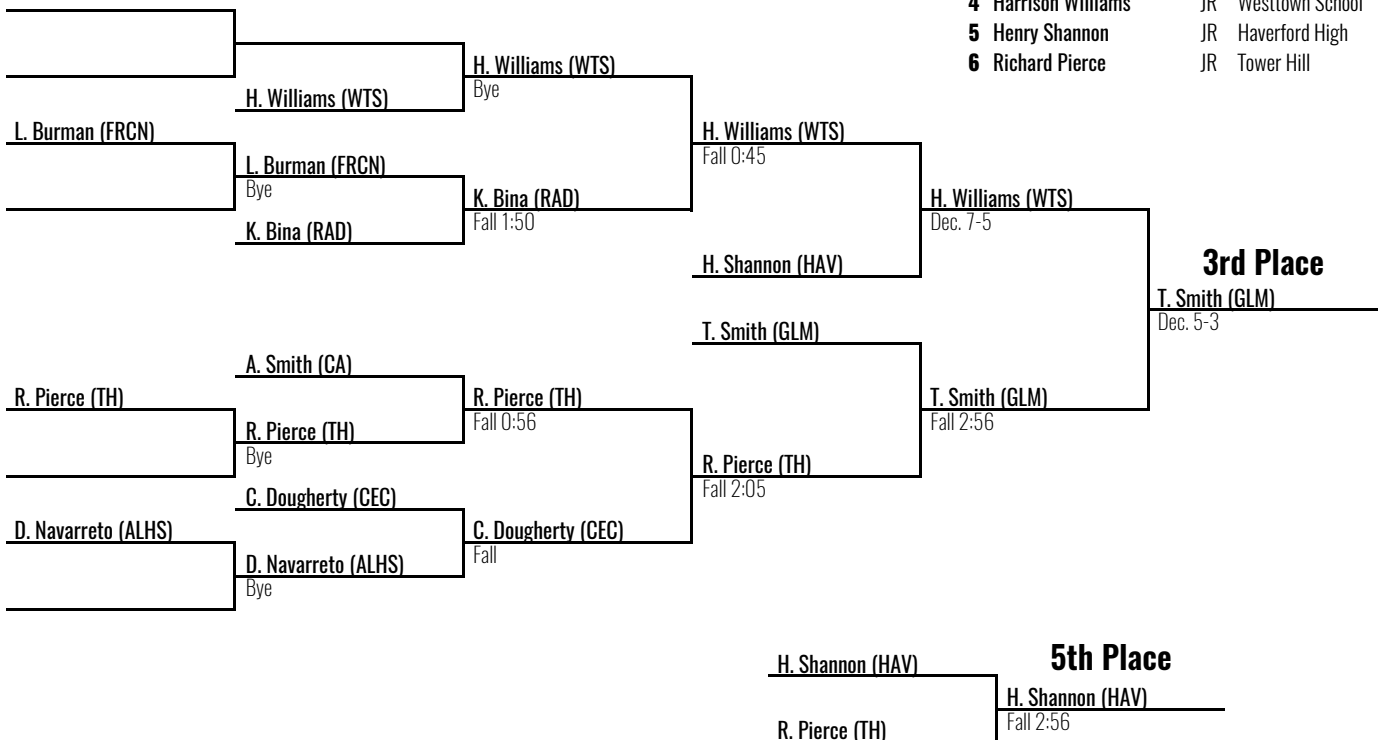 4 Harrison Williams JR Westtown School
5 Henry Shannon JR Haverford High
6 Richard Pierce JR Tower Hill
H. Williams (WTS)
Bye
H. Williams (WTS)
L. Burman (FRCN)
H. Williams (WTS)
Fall 0:45
L. Burman (FRCN)
Bye
K. Bina (RAD)
Fall 1:50
H. Williams (WTS)
Dec. 7-5
K. Bina (RAD)
H. Shannon (HAV)
3rd Place
T. Smith (GLM)
Dec. 5-3
T. Smith (GLM)
A. Smith (CA)
R. Pierce (TH)
R. Pierce (TH)
Fall 0:56
T. Smith (GLM)
Fall 2:56
R. Pierce (TH)
Bye
R. Pierce (TH)
Fall 2:05
C. Dougherty (CEC)
D. Navarreto (ALHS)
C. Dougherty (CEC)
Fall
D. Navarreto (ALHS)
Bye
5th Place
H. Shannon (HAV)
H. Shannon (HAV)
Fall 2:56
R. Pierce (TH)